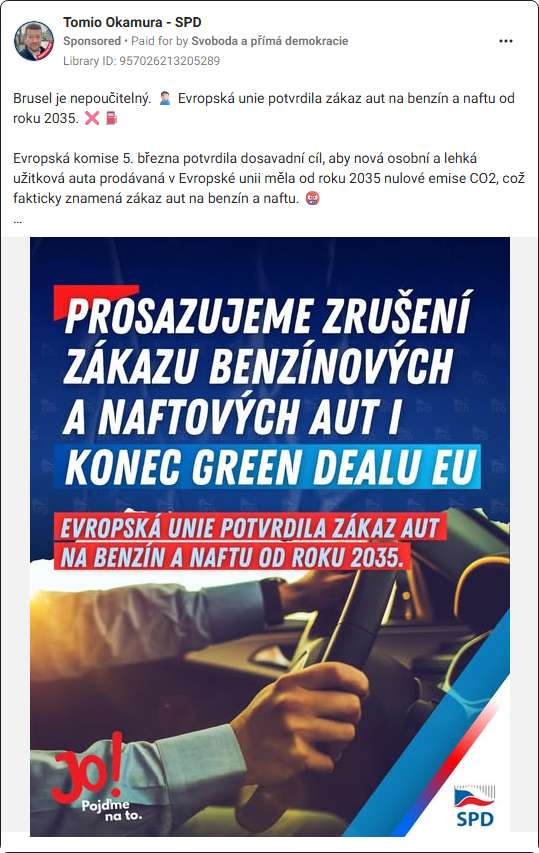 Tomio Okamura - SPD
Sponsored • Paid for by Svoboda a přímá demokracie
Library ID: 957026213205289
Brusel je nepoučitelný. 🤦🏻‍♂️ Evropská unie potvrdila zákaz aut na benzín a naftu od
roku 2035. ❌⛽
Evropská komise 5. března potvrdila dosavadní cíl, aby nová osobní a lehká
užitková auta prodávaná v Evropské unii měla od roku 2035 nulové emise CO2, což
fakticky znamená zákaz aut na benzín a naftu. 🤬
...
PROSAZUJEME ZRUŠENÍ
ZÁKAZU BENZÍNOVÝCH
A NAFTOVÝCH AUT I
KONEC GREEN DEALU EU
EVROPSKÁ UNIE POTVRDILA ZÁKAZ AUT
NA BENZÍN A NAFTU OD ROKU 2035.
JO!
Pojďme
na to.
SPD